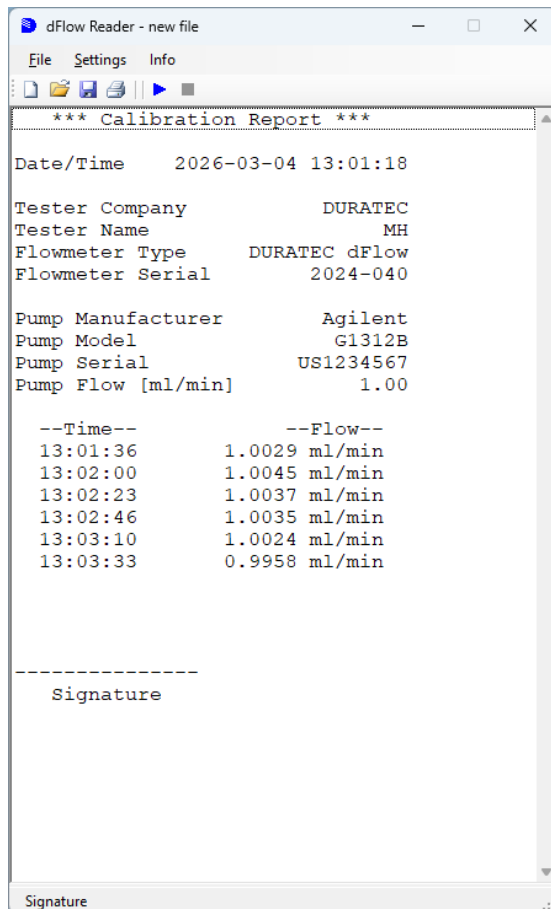 dFlow Reader - new file
File Settings Info
*** Calibration Report ***
Date/Time 2026-03-04 13:01:18
Tester Company DURATEC
Tester Name MH
Flowmeter Type DURATEC dFlow
Flowmeter Serial 2024-040
Pump Manufacturer Agilent
Pump Model G1312B
Pump Serial US1234567
Pump Flow [ml/min] 1.00
--Time-- --Flow--
13:01:36 1.0029 ml/min
13:02:00 1.0045 ml/min
13:02:23 1.0037 ml/min
13:02:46 1.0035 ml/min
13:03:10 1.0024 ml/min
13:03:33 0.9958 ml/min
---------------
Signature
Signature